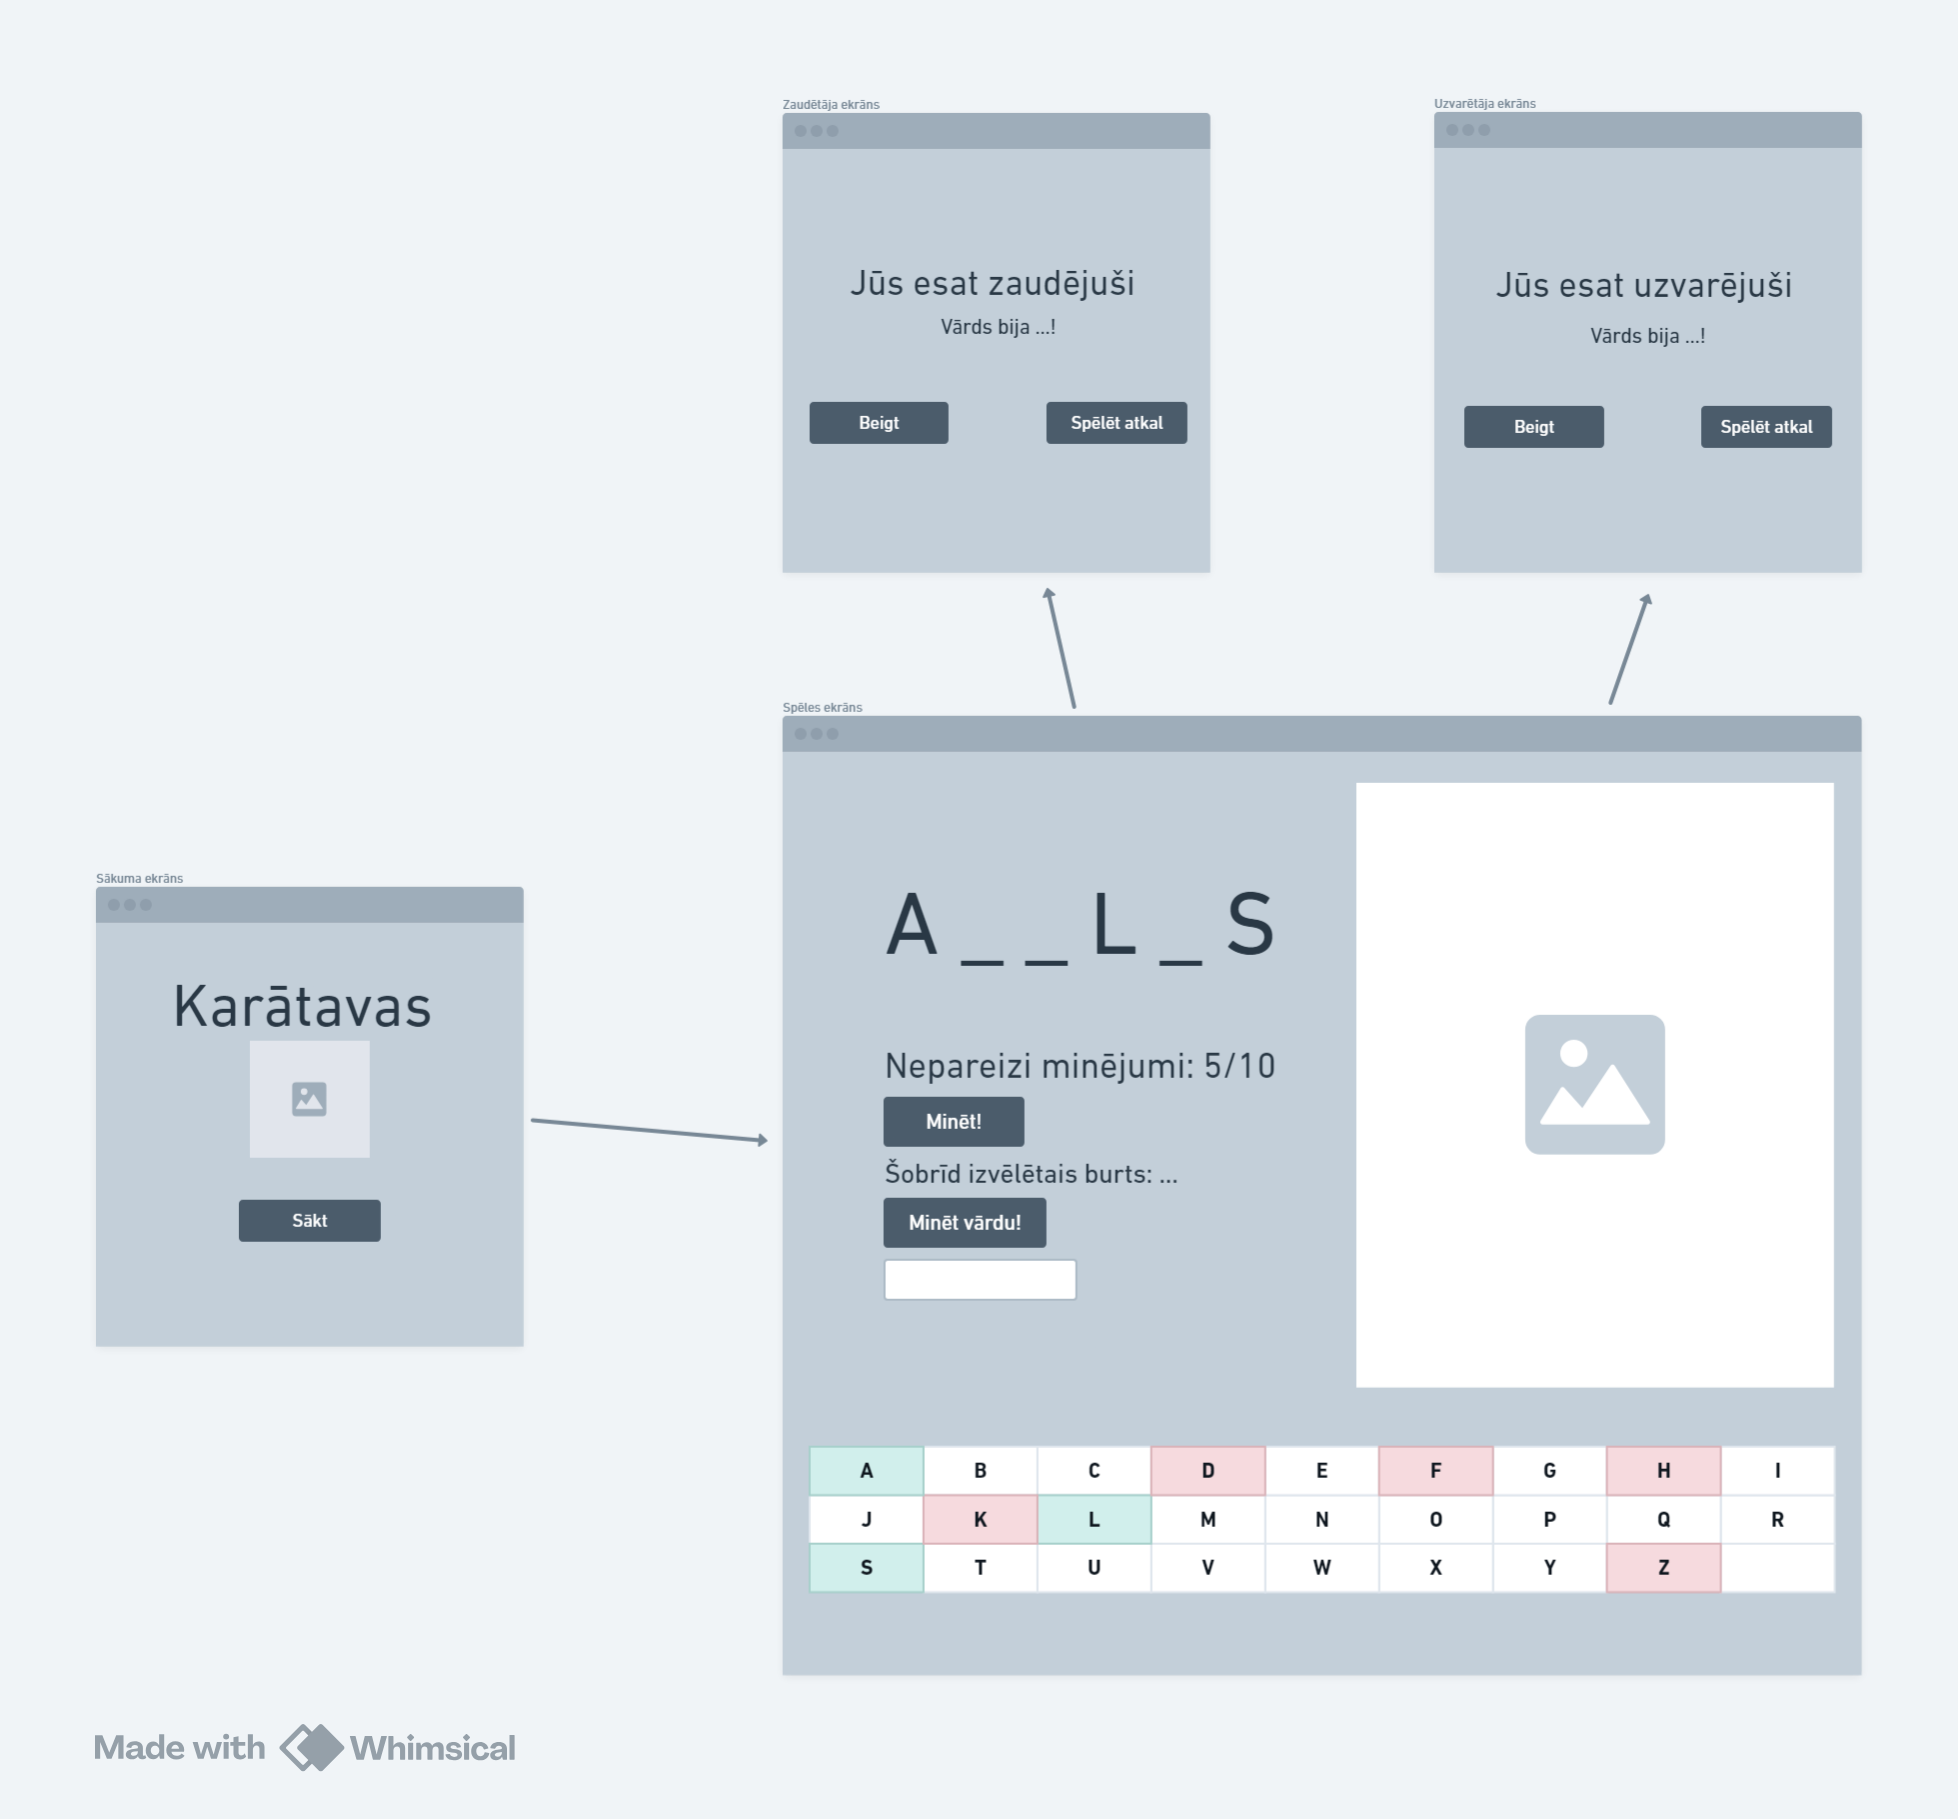 Zaudētāja ekrāns
Jūs esat zaudējuši
Vārds bija ...!
Beigt
Spēlēt atkal
Uzvarētāja ekrāns
Jūs esat uzvarējuši
Vārds bija ...!
Beigt
Spēlēt atkal
Sākuma ekrāns
Karātavas
Sākt
Spēles ekrāns
A _ _ L _ S
Nepareizi minējumi: 5/10
Minēt!
Šobrīd izvēlētais burts: ...
Minēt vārdu!
A B C D E F G H I
J K L M N O P Q R
S T U V W X Y Z
Made with Whimsical